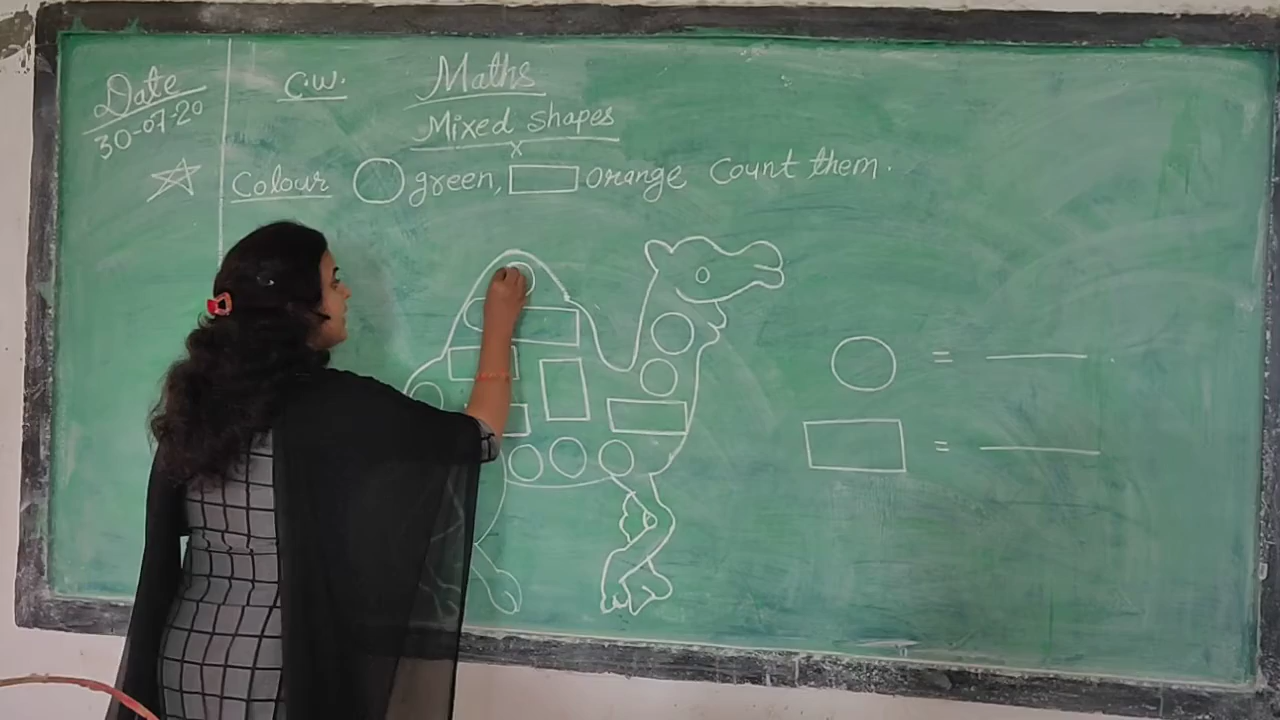 Date
30-07-20
C.W.
Maths
Mixed shapes
x
Colour green, orange Count them.
=
=